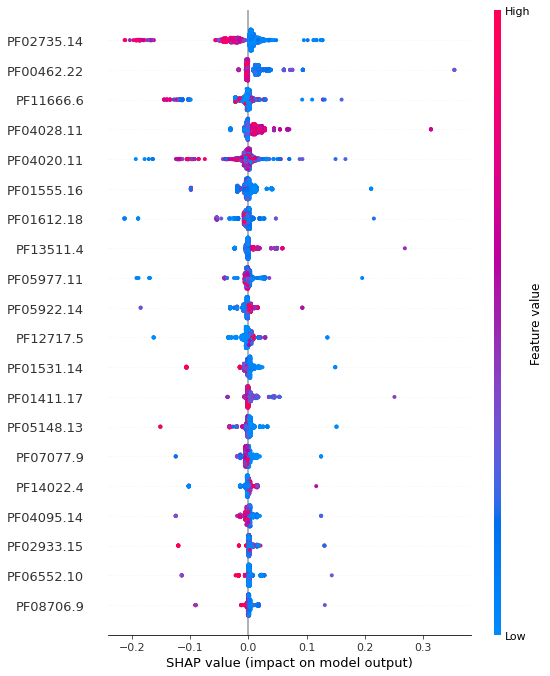 High
PF02735.14
PF00462.22
PF11666.6
PF04028.11
PF04020.11
PF01555.16
PF01612.18
PF13511.4
PF05977.11
PF05922.14
PF12717.5
PF01531.14
PF01411.17
PF05148.13
PF07077.9
PF14022.4
PF04095.14
PF02933.15
PF06552.10
PF08706.9
Feature value
Low
−0.2 −0.1 0.0 0.1 0.2 0.3
SHAP value (impact on model output)